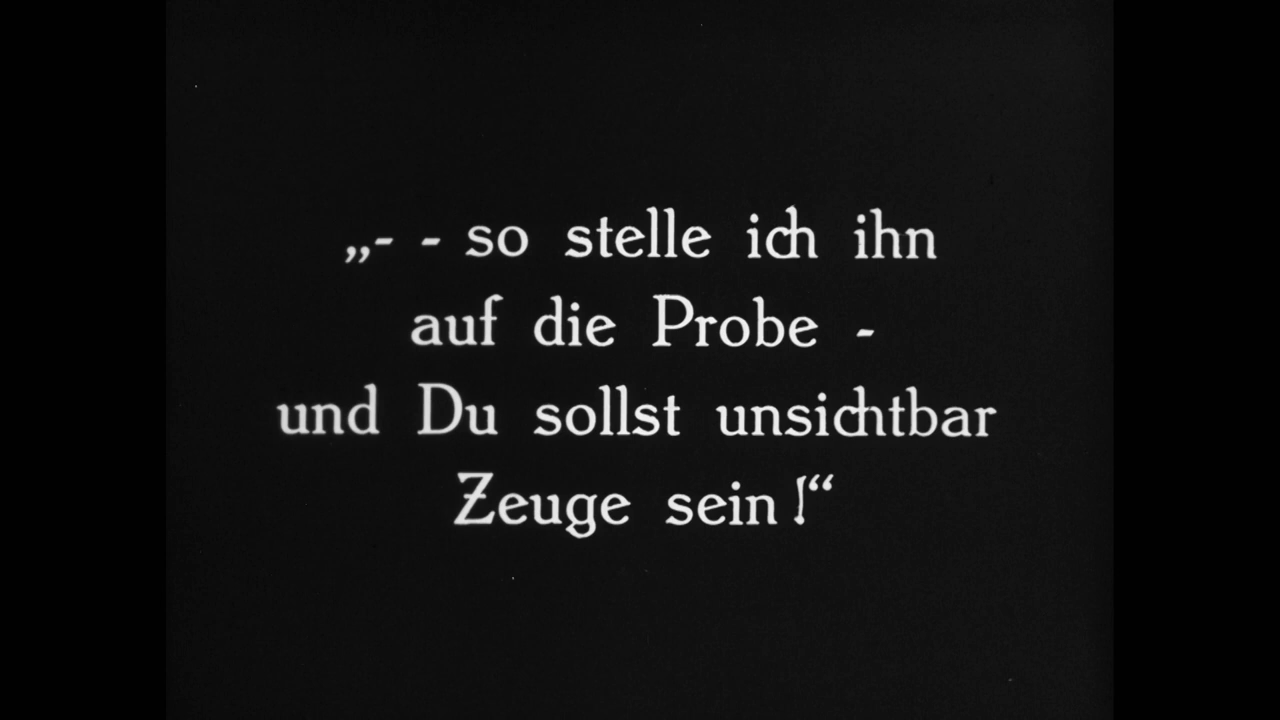 „- - so stelle ich ihn
auf die Probe -
und Du sollst unsichtbar
Zeuge sein!“